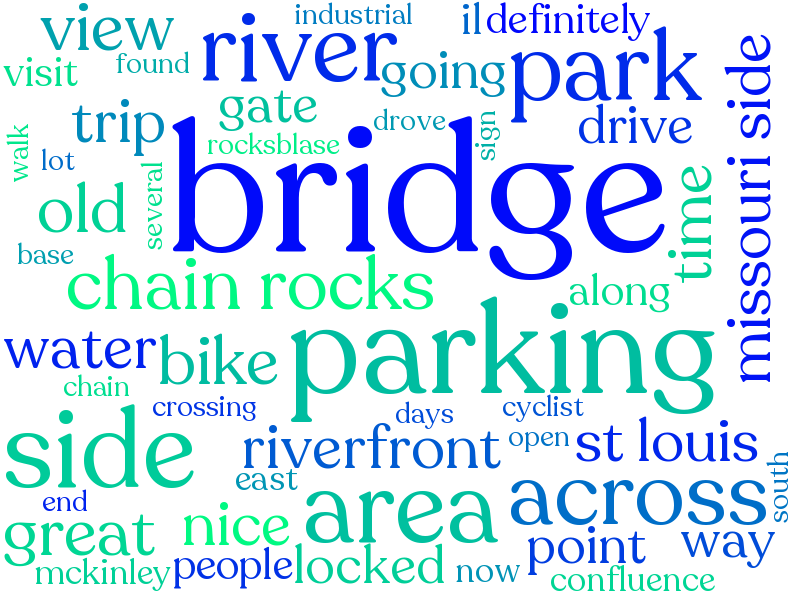 industrial
il
definitely
view
river
park
found
visit
going
gate
trip
drove
drive
sign
missouri side
rocksblase
walk
lot
bridge
several
old
time
base
chain rocks
along
parking
water
bike
chain
crossing
days
cyclist
side
riverfront
open
st louis
east
south
area
across
end
great
nice
point
way
mckinley
people
locked
now
confluence